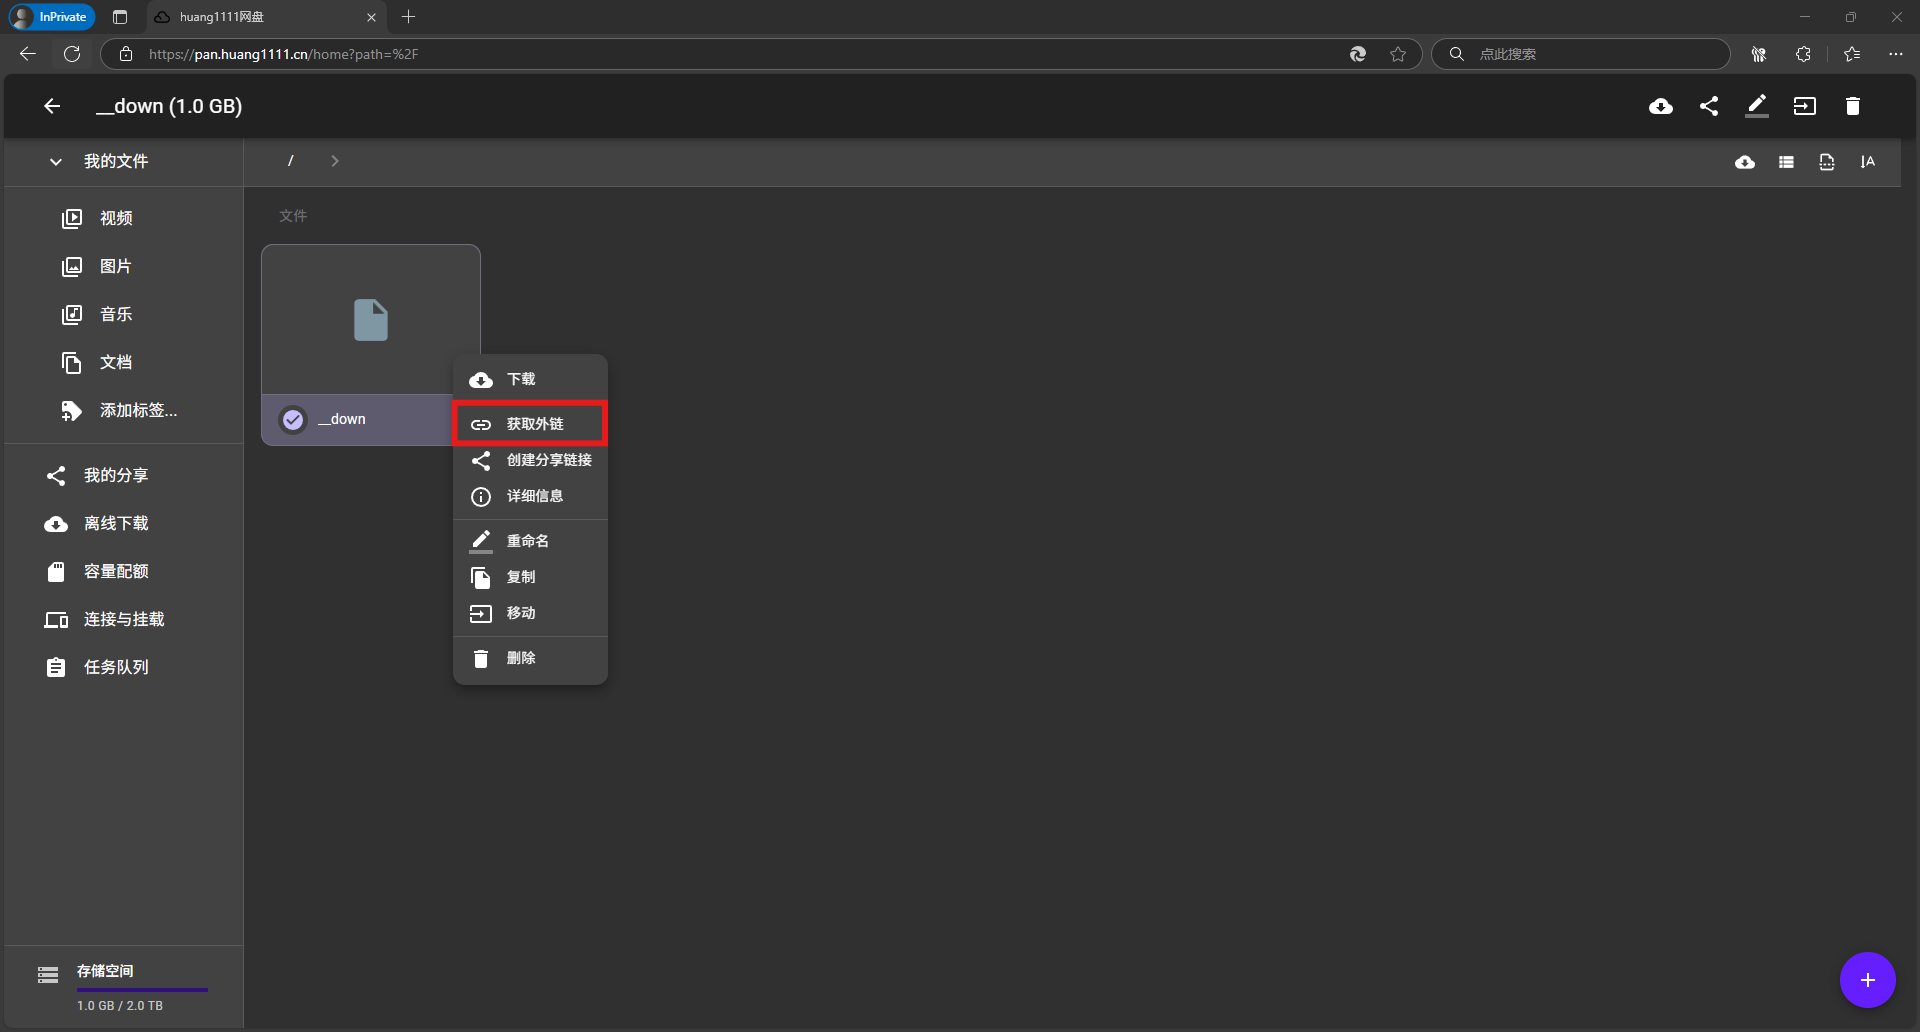 InPrivate
huang1111网盘
https://pan.huang1111.cn/home?path=%2F
点此搜索
__down (1.0 GB)
我的文件
/
视频
图片
音乐
文档
添加标签...
我的分享
离线下载
容量配额
连接与挂载
任务队列
存储空间
1.0 GB / 2.0 TB
文件
__down
下载
获取外链
创建分享链接
详细信息
重命名
复制
移动
删除